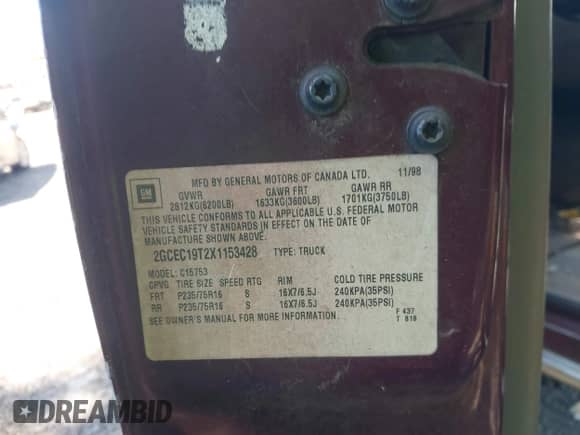 MFD BY GENERAL MOTORS OF CANADA LTD. 11/98
GM
GVWR GAWR FRT GAWR RR
2812KG(6200LB) 1633KG(3600LB) 1701KG(3750LB)
THIS VEHICLE CONFORMS TO ALL APPLICABLE U.S. FEDERAL MOTOR
VEHICLE SAFETY STANDARDS IN EFFECT ON THE DATE OF
MANUFACTURE SHOWN ABOVE.
2GCEC19T2X1153428 TYPE: TRUCK
MODEL: C15753
GPVG TIRE SIZE SPEED RTG RIM COLD TIRE PRESSURE
FRT P235/75R16 S 16X7/6.5J 240KPA(35PSI)
RR P235/75R16 S 16X7/6.5J 240KPA(35PSI)
SEE OWNER'S MANUAL FOR MORE INFORMATION.
F 437
T 818
DREAMBID